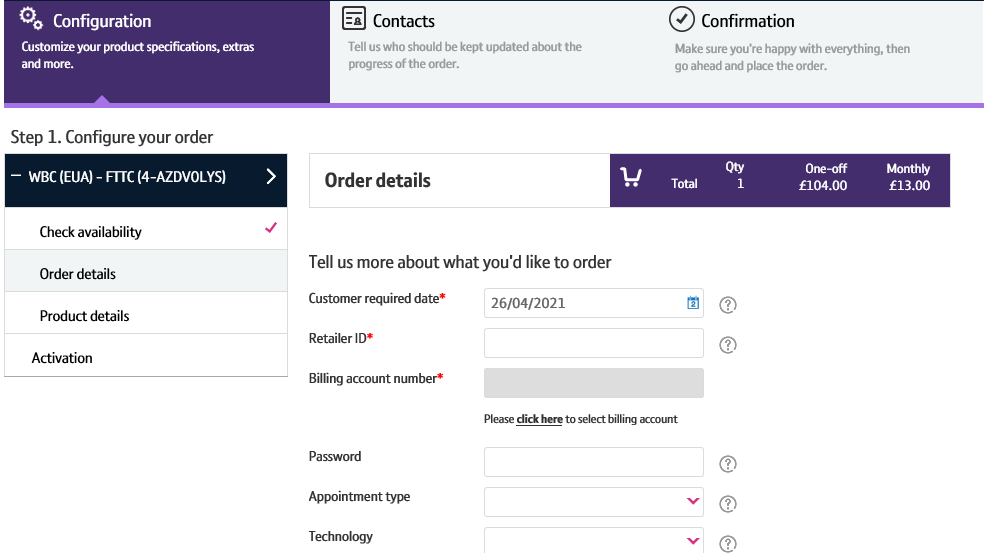 Configuration
Customize your product specifications, extras
and more.
Contacts
Tell us who should be kept updated about the
progress of the order.
Confirmation
Make sure you're happy with everything, then
go ahead and place the order.
Step 1. Configure your order
WBC (EUA) - FTTC (4-AZDV0LYS)
Check availability
Order details
Product details
Activation
Order details
Total
Qty
1
One-off
£104.00
Monthly
£13.00
Tell us more about what you'd like to order
Customer required date*
26/04/2021
2
?
Retailer ID*
?
Billing account number*
Please click here to select billing account
Password
?
Appointment type
?
Technology
?